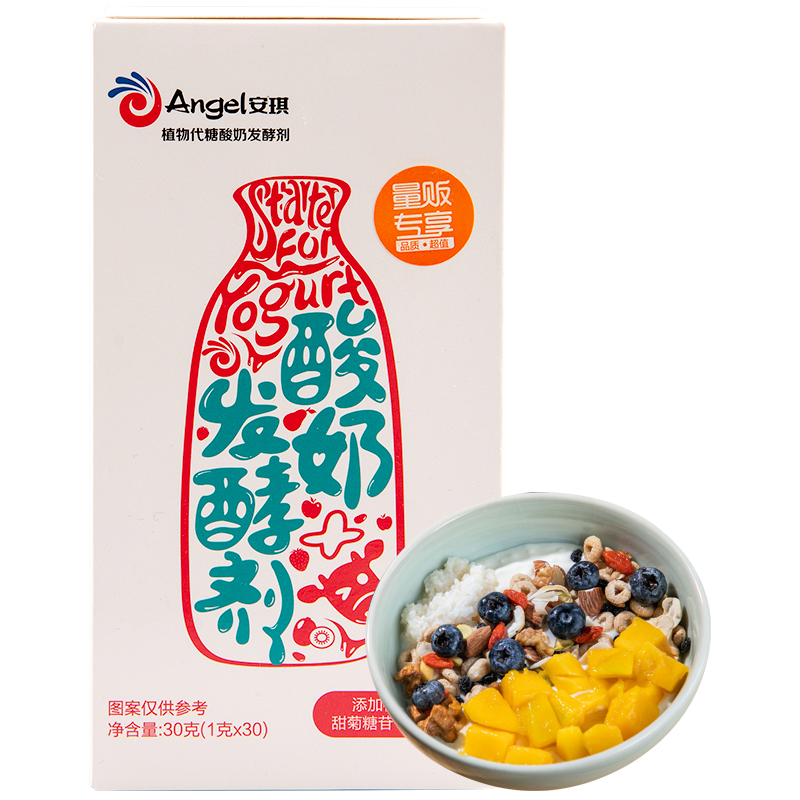 Angel安琪
植物代糖酸奶发酵剂
量贩
专享
品质·超值
Starter
For
Yogurt
酸奶
发酵剂
图案仅供参考
净含量:30克(1克x30)
添加
甜菊糖苷